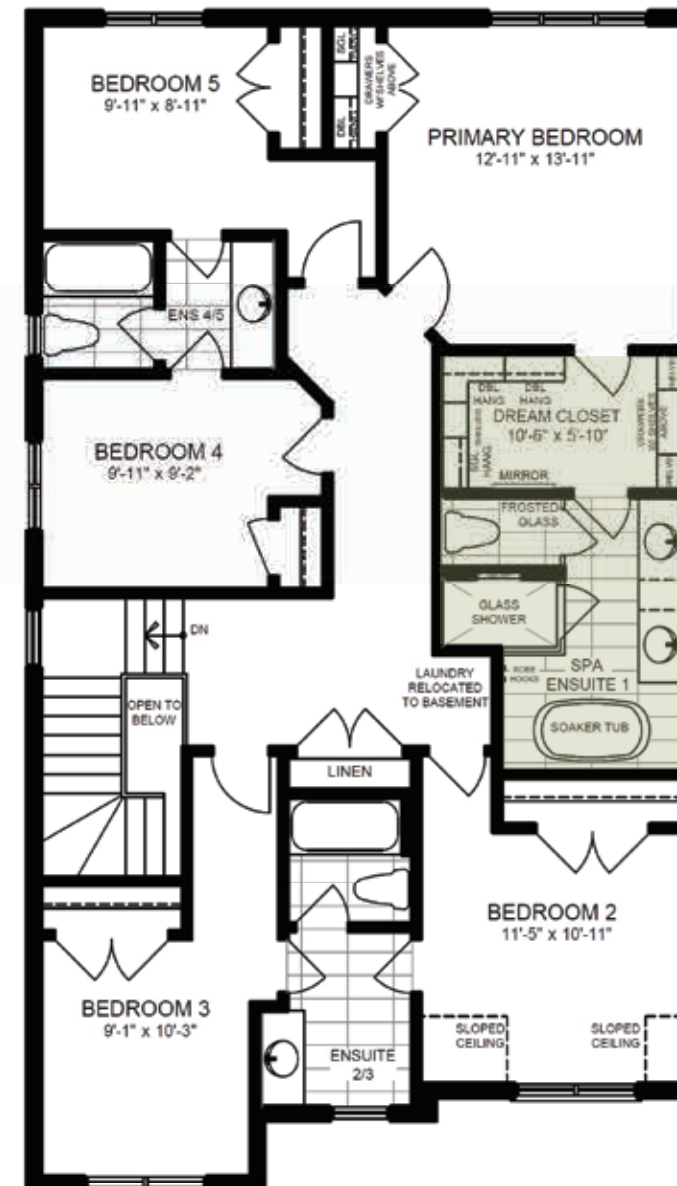 BEDROOM 5
9'-11" x 8'-11"
SGL
DBL
DRAWERS
W/SHELVES
ABOVE
PRIMARY BEDROOM
12'-11" x 13'-11"
ENS 4/5
BEDROOM 4
9'-11" x 9'-2"
DBL
HANG
DBL
HANG
DREAM CLOSET
10'-6" x 5'-10"
SGL
HANG
MIRROR
W/ SHELVES
ABOVE
FROSTED
GLASS
GLASS
SHOWER
ROBE
HOOKS
SPA
ENSUITE 1
SOAKER TUB
DN
OPEN TO
BELOW
LAUNDRY
RELOCATED
TO BASEMENT
LINEN
BEDROOM 2
11'-5" x 10'-11"
SLOPED
CEILING
SLOPED
CEILING
BEDROOM 3
9'-1" x 10'-3"
ENSUITE
2/3